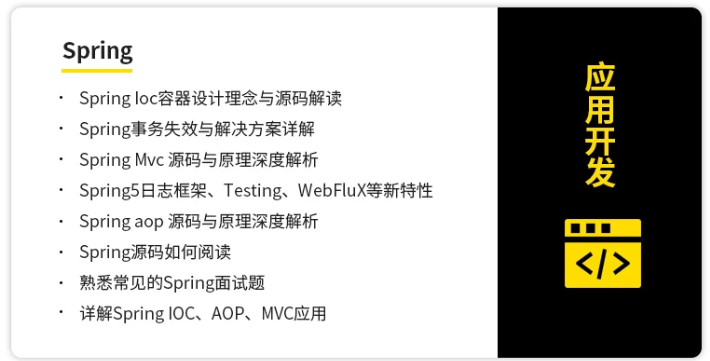 Spring
· Spring Ioc容器设计理念与源码解读
· Spring事务失效与解决方案详解
· Spring Mvc 源码与原理深度解析
· Spring5日志框架、Testing、WebFluX等新特性
· Spring aop 源码与原理深度解析
· Spring源码如何阅读
· 熟悉常见的Spring面试题
· 详解Spring IOC、AOP、MVC应用
应用开发